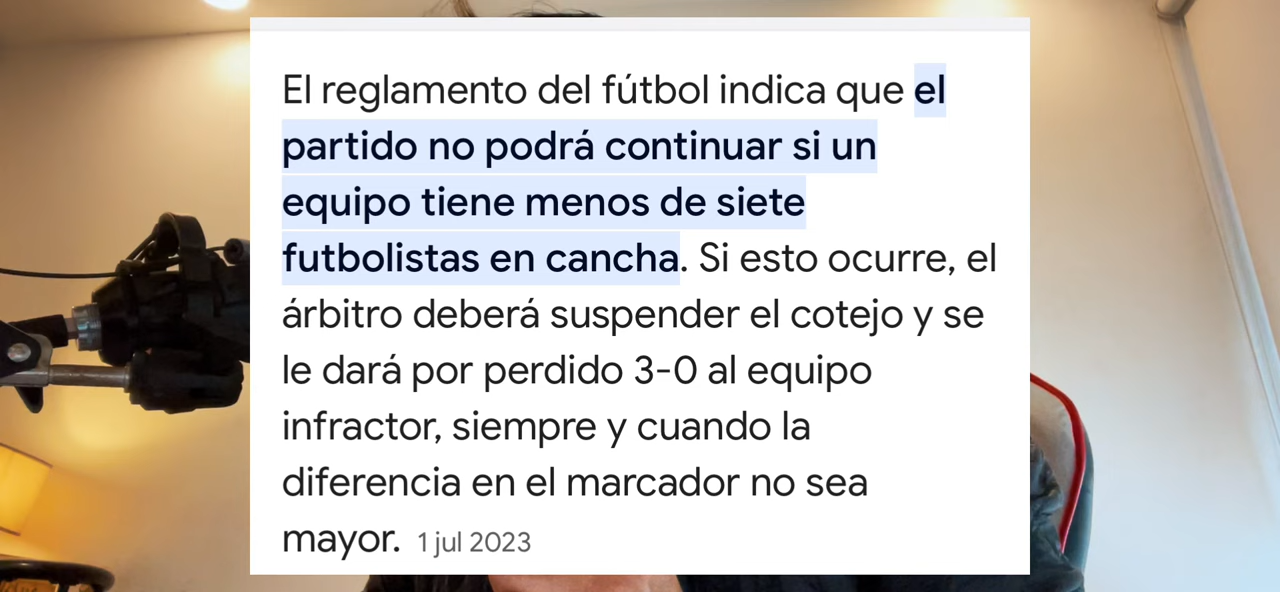 El reglamento del fútbol indica que el
partido no podrá continuar si un
equipo tiene menos de siete
futbolistas en cancha. Si esto ocurre, el
árbitro deberá suspender el cotejo y se
le dará por perdido 3-0 al equipo
infractor, siempre y cuando la
diferencia en el marcador no sea
mayor. 1 jul 2023